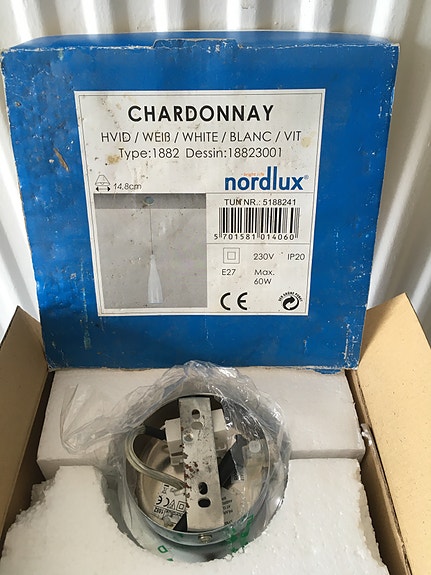 CHARDONNAY
HVID / WEIß / WHITE / BLANC / VIT
Type:1882 Dessin:18823001
14,8cm
nordlux®
TUN NR.: 5188241
5 701581 014060
230V IP20
E27 Max.
60W
CE